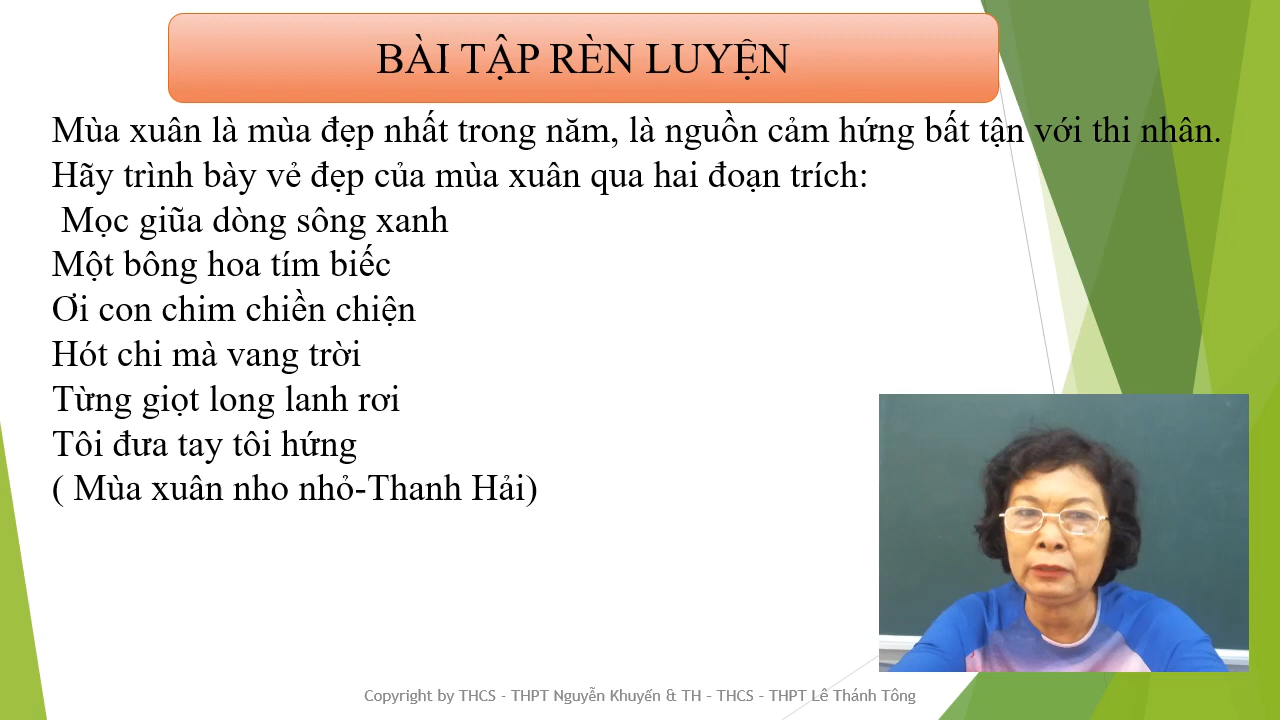 BÀI TẬP RÈN LUYỆN
Mùa xuân là mùa đẹp nhất trong năm, là nguồn cảm hứng bất tận với thi nhân.
Hãy trình bày vẻ đẹp của mùa xuân qua hai đoạn trích:
Mọc giũa dòng sông xanh
Một bông hoa tím biếc
Ơi con chim chiền chiện
Hót chi mà vang trời
Từng giọt long lanh rơi
Tôi đưa tay tôi hứng
( Mùa xuân nho nhỏ-Thanh Hải)
Copyright by THCS - THPT Nguyễn Khuyến & TH - THCS - THPT Lê Thánh Tông